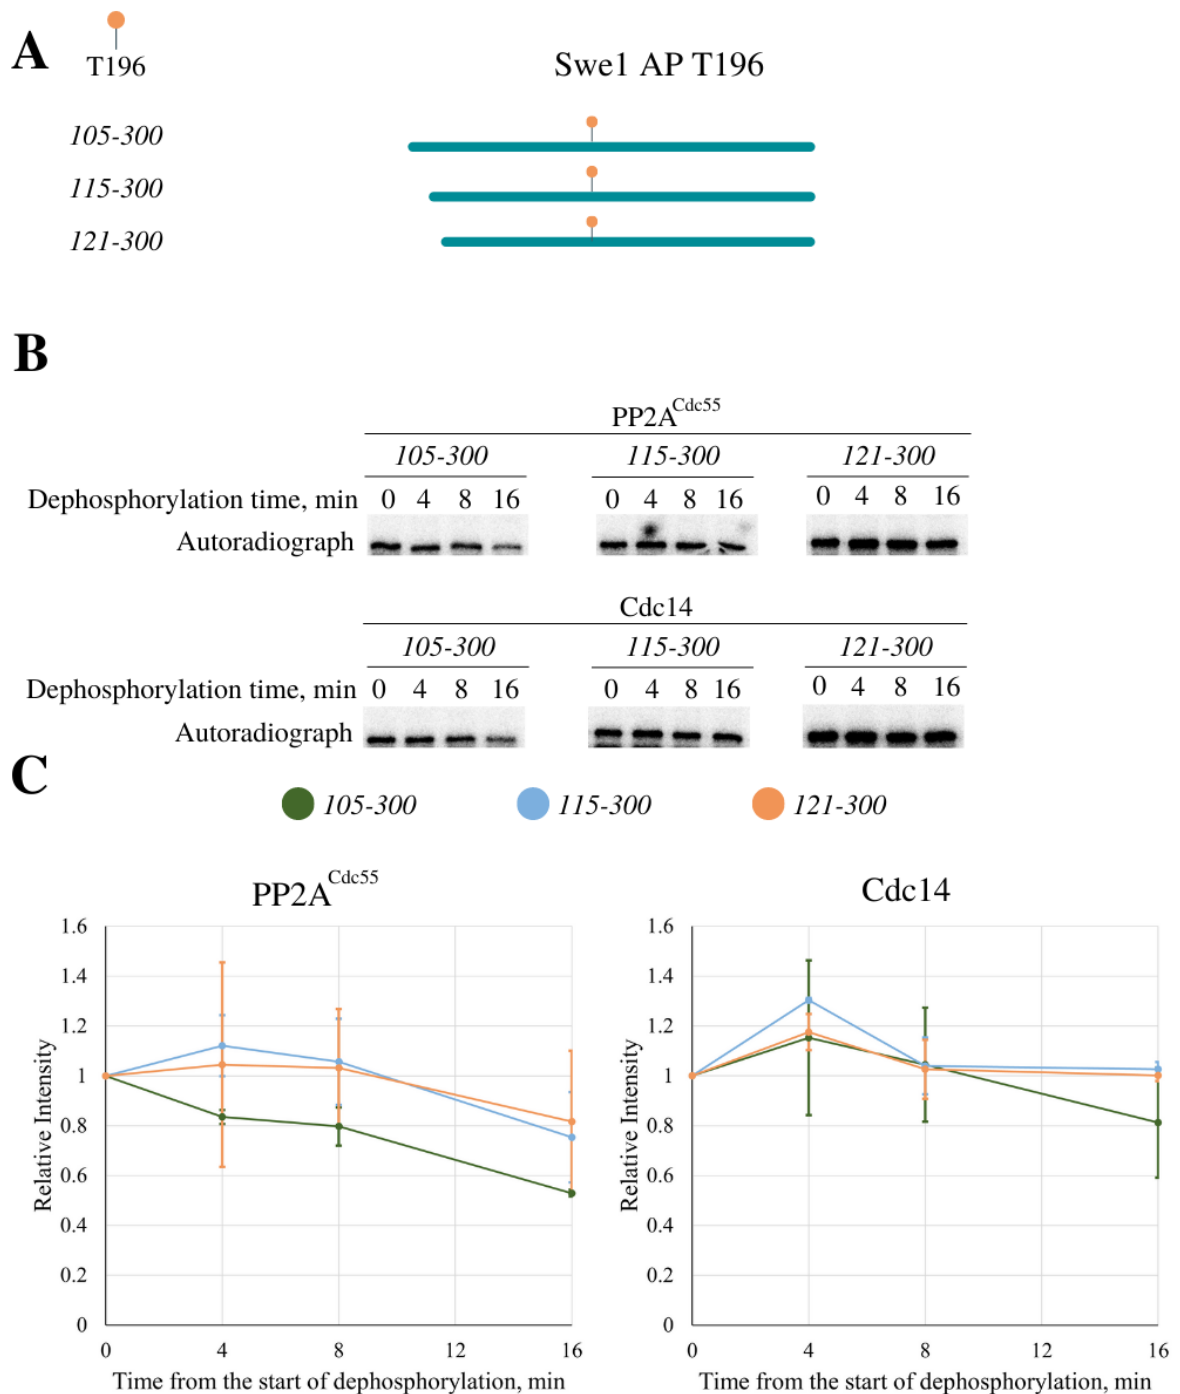 A
T196
Swe1 AP T196
105-300
115-300
121-300
B
PP2A^Cdc55
105-300 115-300 121-300
Dephosphorylation time, min 0 4 8 16 0 4 8 16 0 4 8 16
Autoradiograph
Cdc14
105-300 115-300 121-300
Dephosphorylation time, min 0 4 8 16 0 4 8 16 0 4 8 16
Autoradiograph
C
105-300 115-300 121-300
PP2A^Cdc55
Relative Intensity
1.6
1.4
1.2
1
0.8
0.6
0.4
0.2
0
0 4 8 12 16
Time from the start of dephosphorylation, min
Cdc14
Relative Intensity
1.6
1.4
1.2
1
0.8
0.6
0.4
0.2
0
0 4 8 12 16
Time from the start of dephosphorylation, min